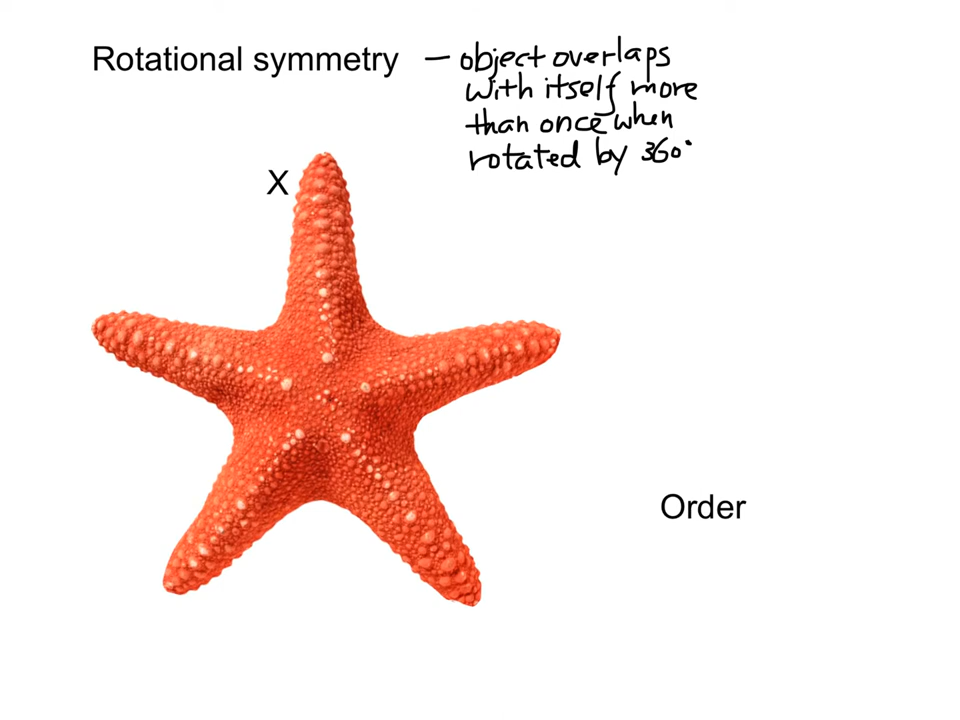 Rotational symmetry – object overlaps
with itself more
than once when
rotated by 360°
X
Order